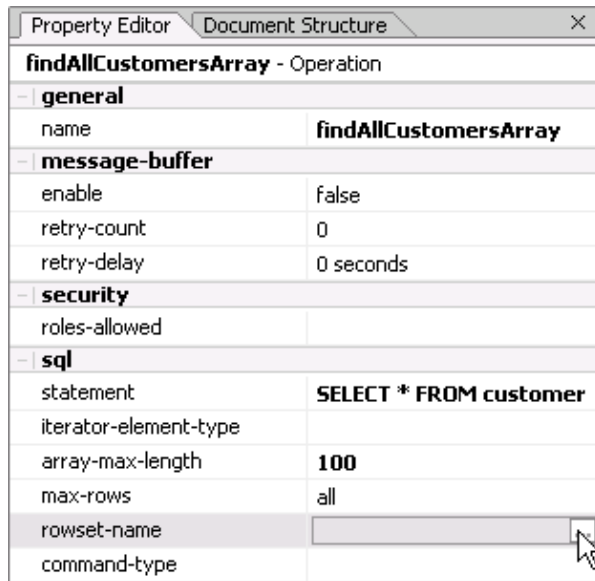 Property Editor Document Structure
findAllCustomersArray - Operation
general
name findAllCustomersArray
message-buffer
enable false
retry-count 0
retry-delay 0 seconds
security
roles-allowed
sql
statement SELECT * FROM customer
iterator-element-type
array-max-length 100
max-rows all
rowset-name
command-type